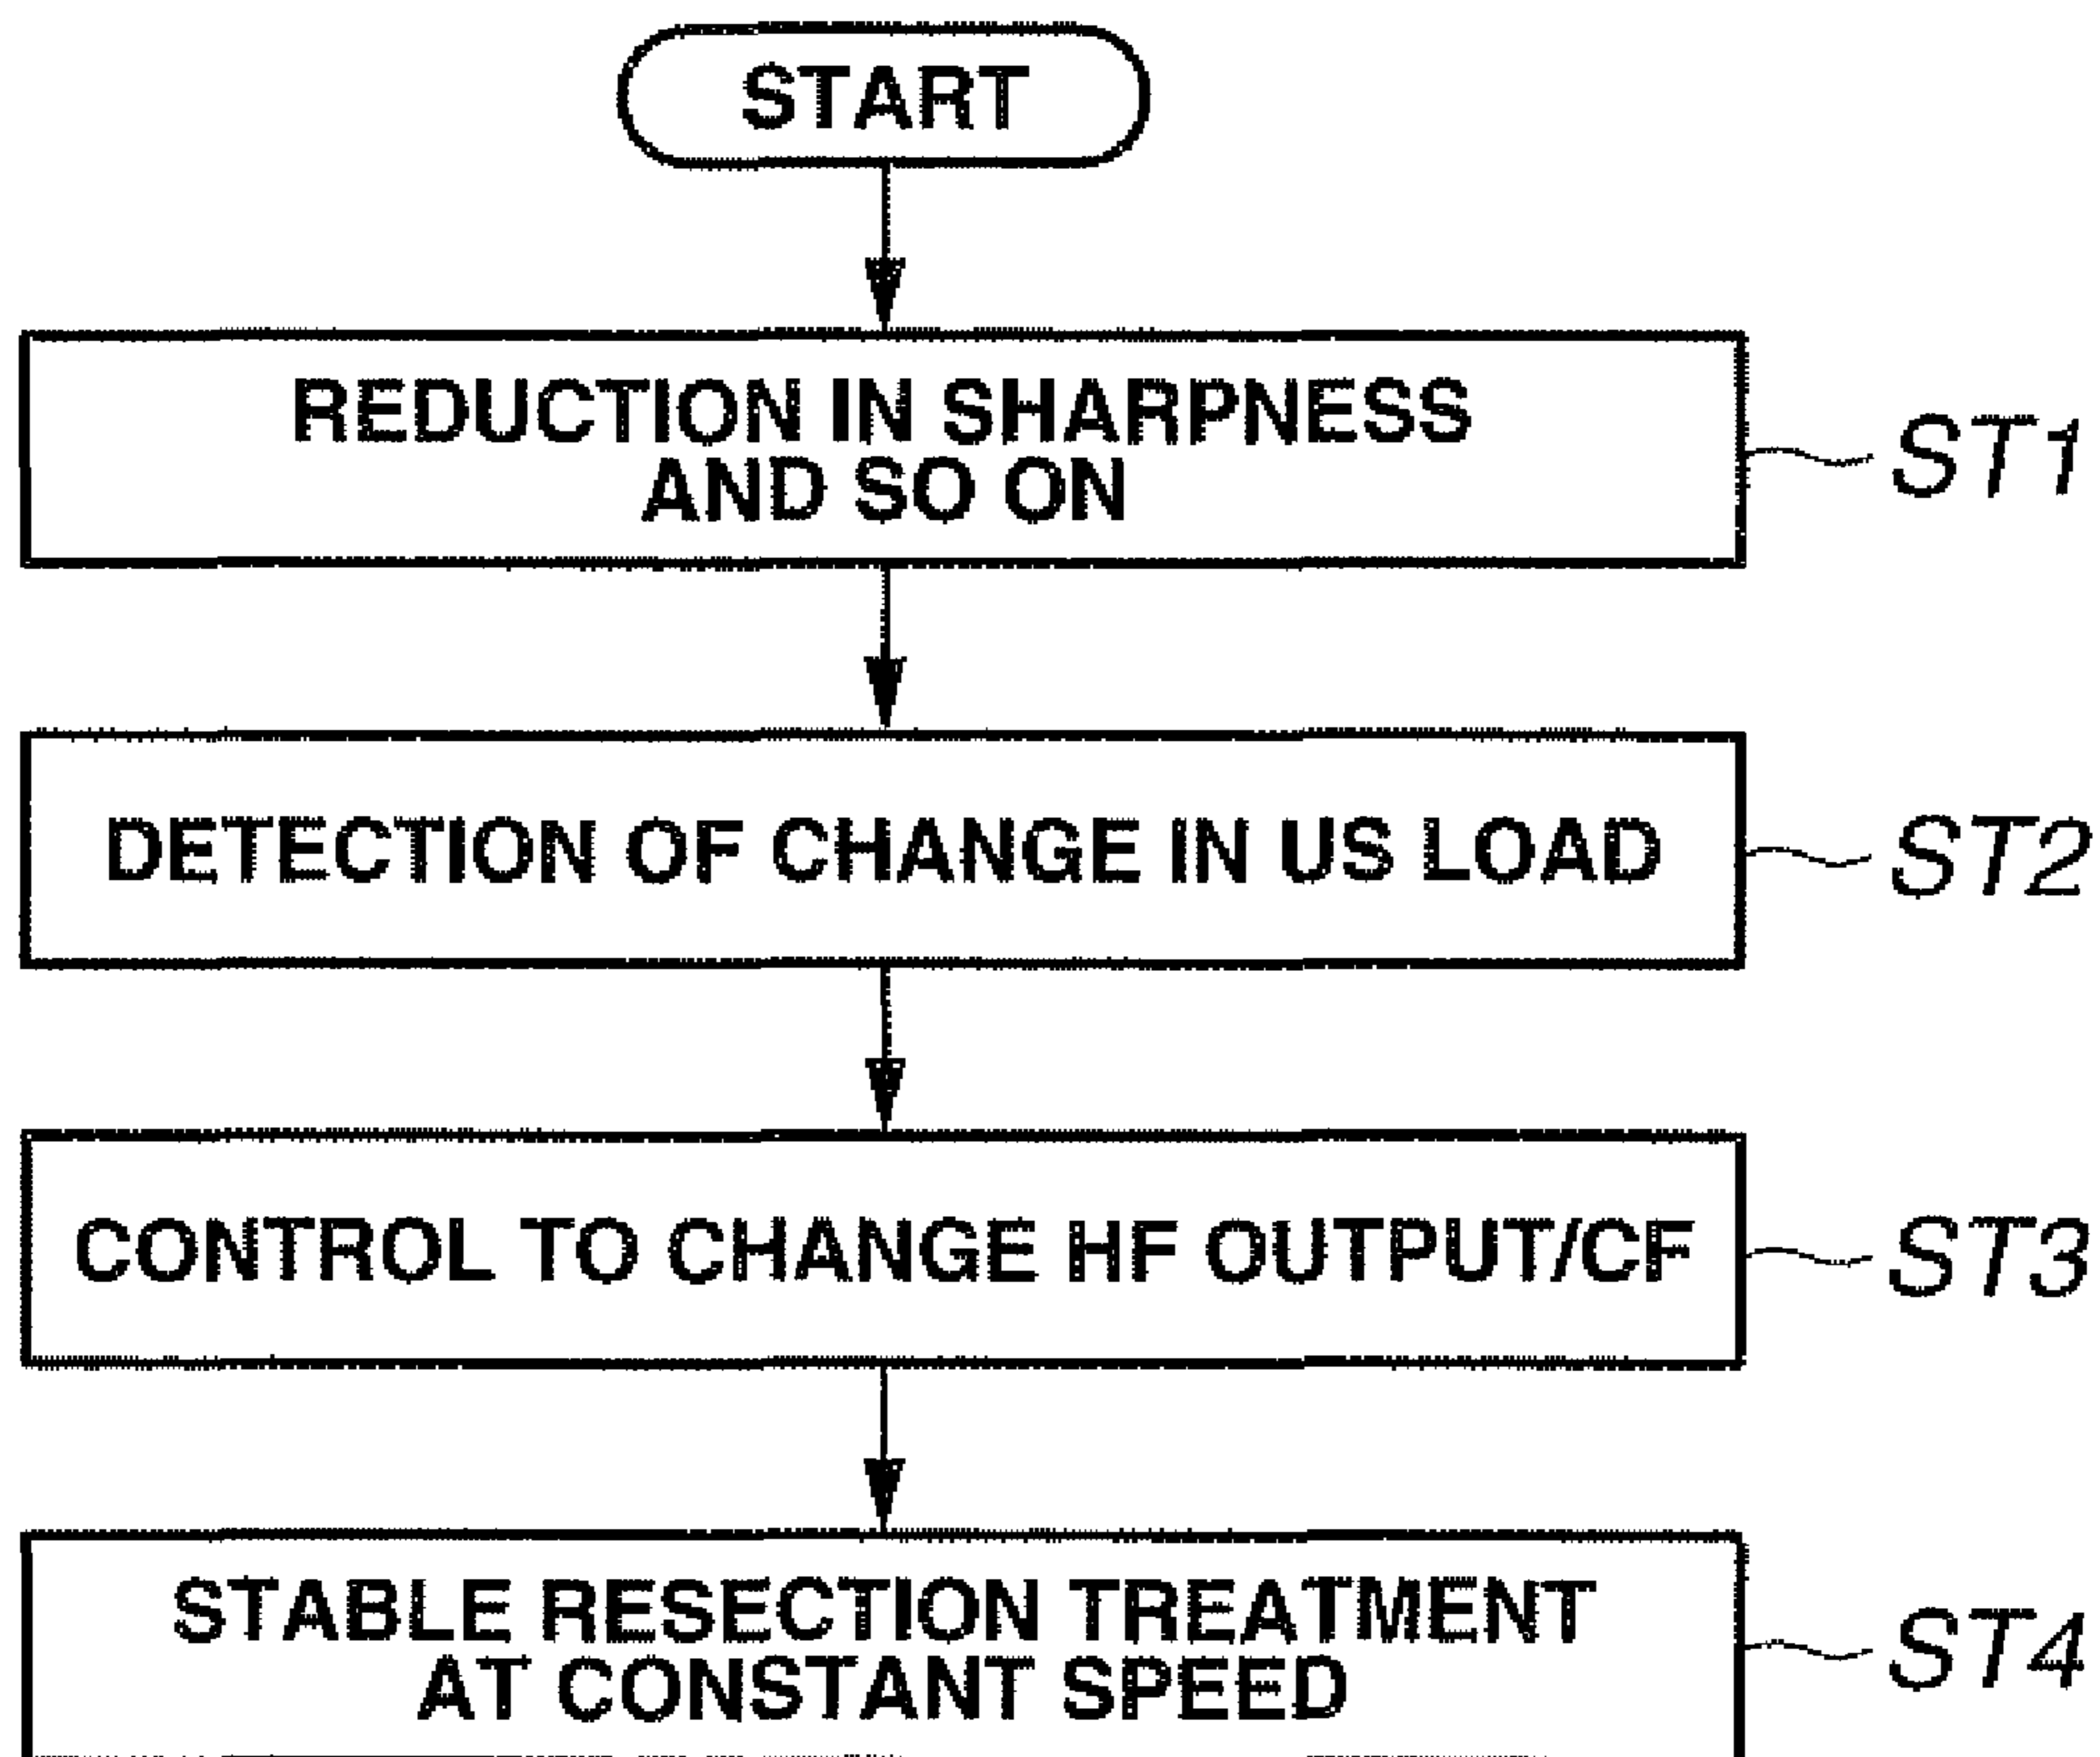 START
REDUCTION IN SHARPNESS
AND SO ON
ST1
DETECTION OF CHANGE IN US LOAD
ST2
CONTROL TO CHANGE HF OUTPUT/CF
ST3
STABLE RESECTION TREATMENT
AT CONSTANT SPEED
ST4